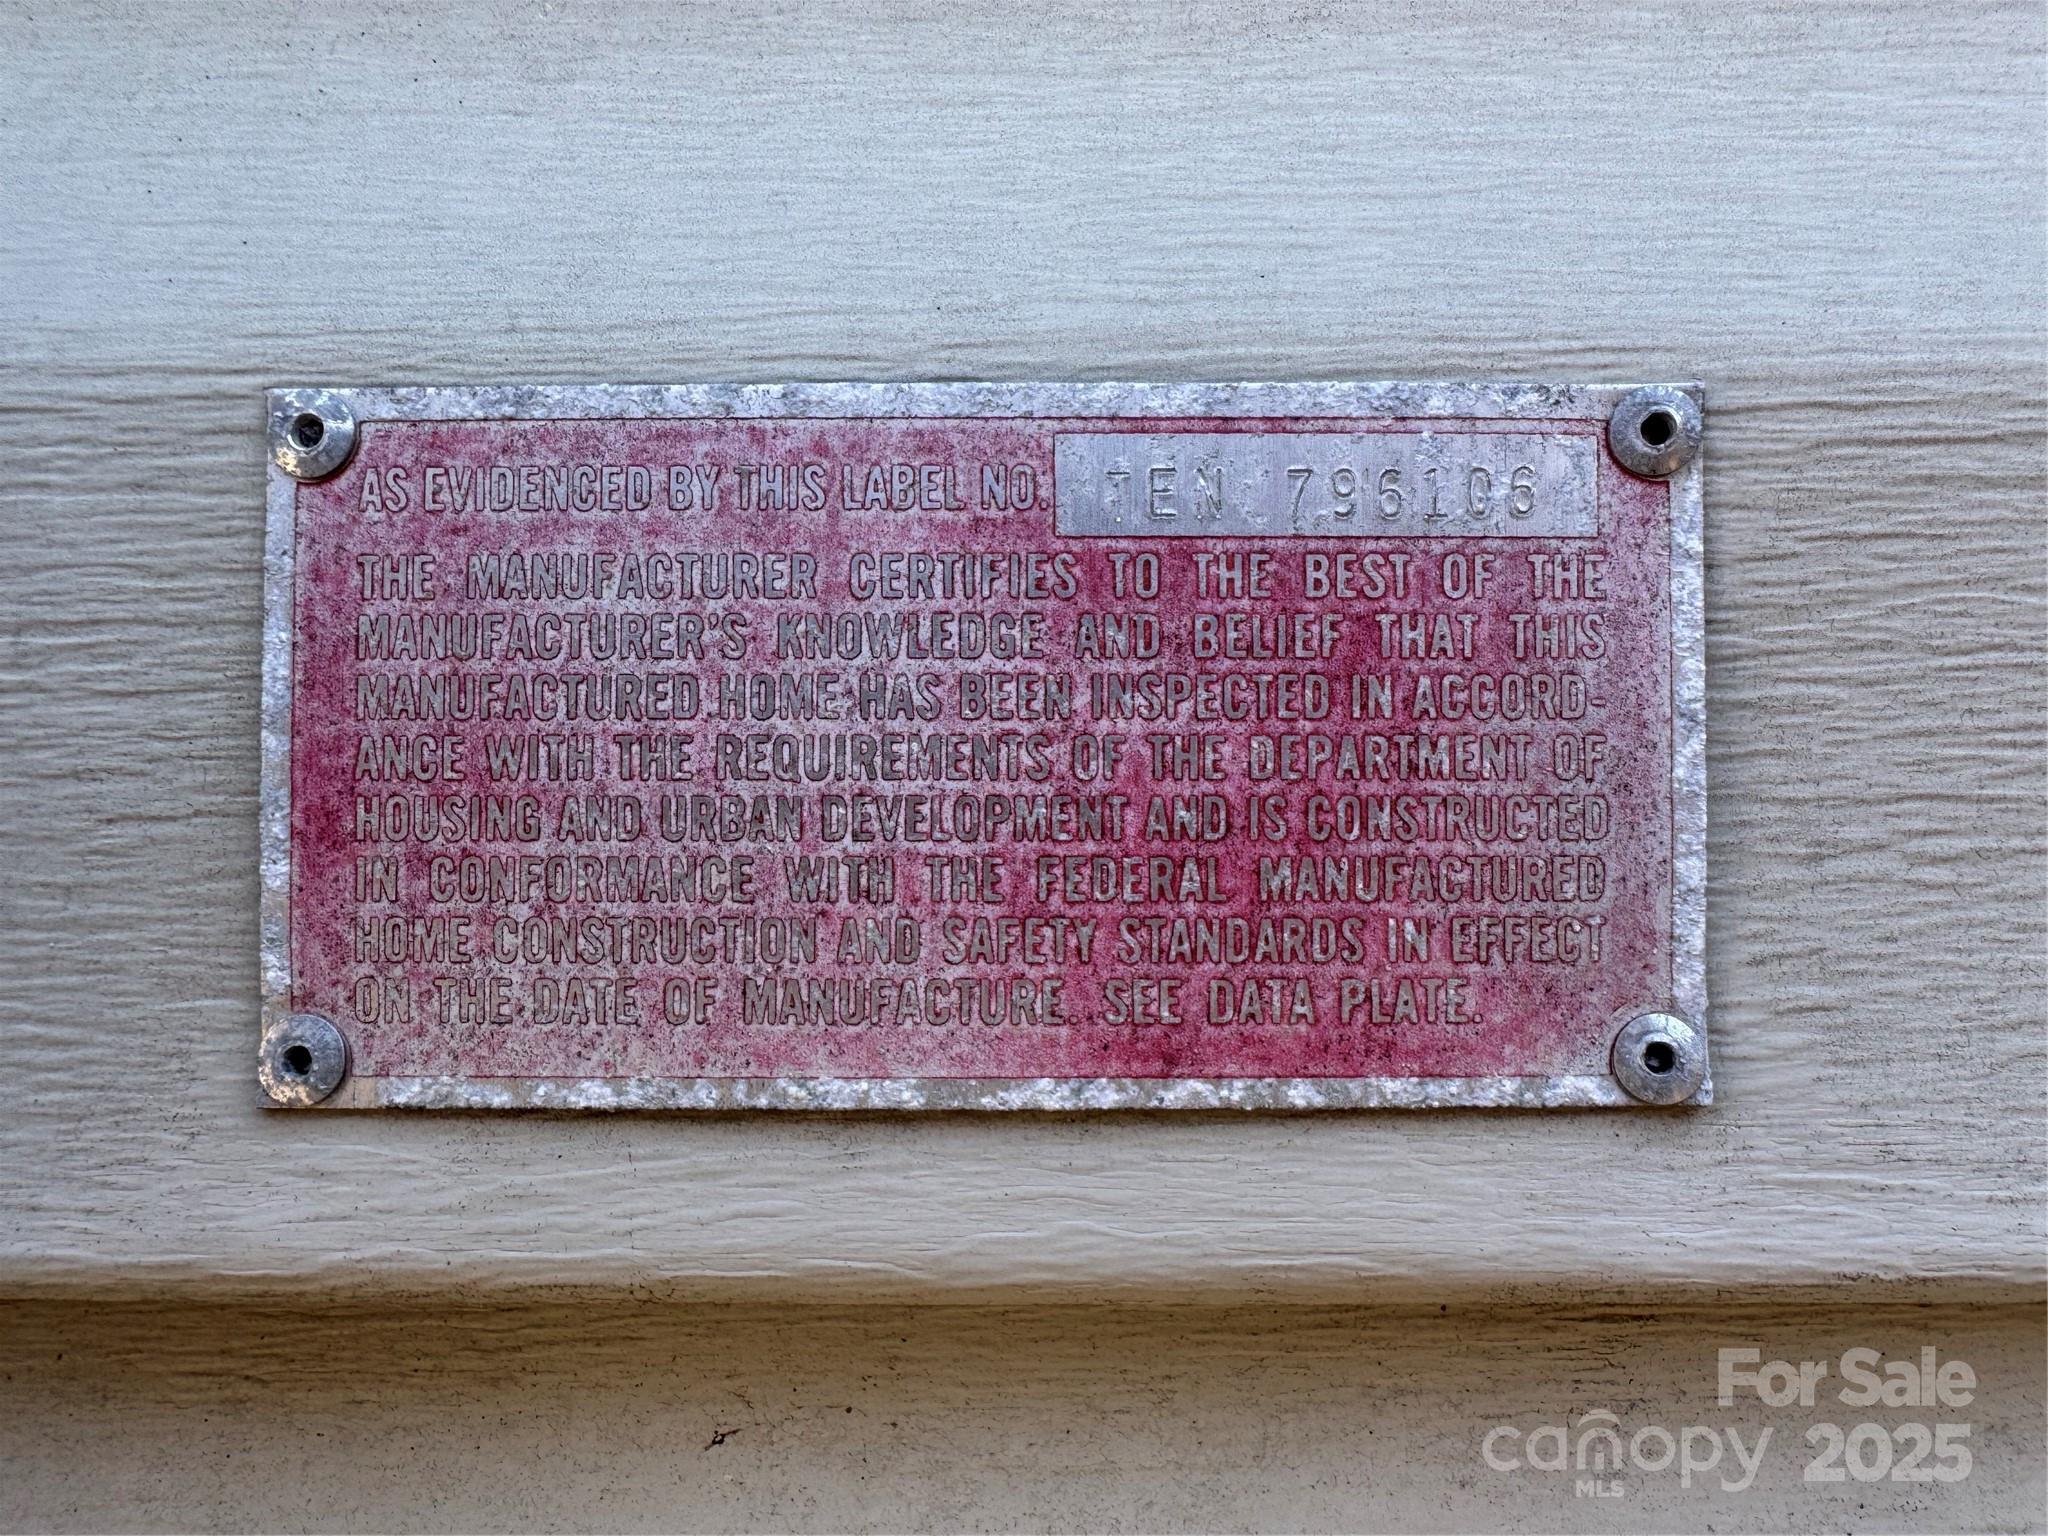 AS EVIDENCED BY THIS LABEL NO. TEN 796106
THE MANUFACTURER CERTIFIES TO THE BEST OF THE
MANUFACTURER'S KNOWLEDGE AND BELIEF THAT THIS
MANUFACTURED HOME HAS BEEN INSPECTED IN ACCORD-
ANCE WITH THE REQUIREMENTS OF THE DEPARTMENT OF
HOUSING AND URBAN DEVELOPMENT AND IS CONSTRUCTED
IN CONFORMANCE WITH THE FEDERAL MANUFACTURED
HOME CONSTRUCTION AND SAFETY STANDARDS IN EFFECT
ON THE DATE OF MANUFACTURE. SEE DATA PLATE.
For Sale
canopy 2025
MLS